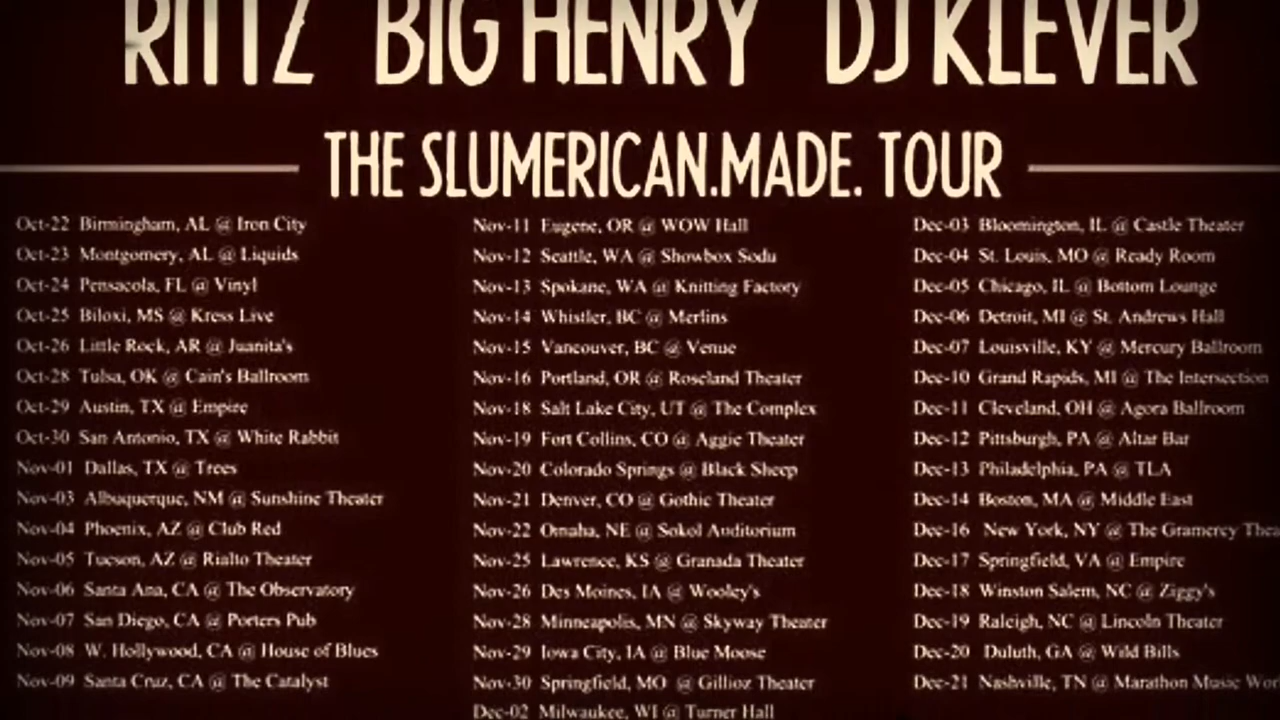 RITTZ BIG HENRY DJ KLEVER
THE SLUMERICAN.MADE. TOUR
Oct-22 Birmingham, AL @ Iron City
Oct-23 Montgomery, AL @ Liquids
Oct-24 Pensacola, FL @ Vinyl
Oct-25 Biloxi, MS @ Kress Live
Oct-26 Little Rock, AR @ Juanita's
Oct-28 Tulsa, OK @ Cain's Ballroom
Oct-29 Austin, TX @ Empire
Oct-30 San Antonio, TX @ White Rabbit
Nov-01 Dallas, TX @ Trees
Nov-03 Albuquerque, NM @ Sunshine Theater
Nov-04 Phoenix, AZ @ Club Red
Nov-05 Tucson, AZ @ Rialto Theater
Nov-06 Santa Ana, CA @ The Observatory
Nov-07 San Diego, CA @ Porters Pub
Nov-08 W. Hollywood, CA @ House of Blues
Nov-09 Santa Cruz, CA @ The Catalyst
Nov-11 Eugene, OR @ WOW Hall
Nov-12 Seattle, WA @ Showbox Sodu
Nov-13 Spokane, WA @ Knitting Factory
Nov-14 Whistler, BC @ Merlins
Nov-15 Vancouver, BC @ Venue
Nov-16 Portland, OR @ Roseland Theater
Nov-18 Salt Lake City, UT @ The Complex
Nov-19 Fort Collins, CO @ Aggie Theater
Nov-20 Colorado Springs @ Black Sheep
Nov-21 Denver, CO @ Gothic Theater
Nov-22 Omaha, NE @ Sokol Auditorium
Nov-25 Lawrence, KS @ Granada Theater
Nov-26 Des Moines, IA @ Wooley's
Nov-28 Minneapolis, MN @ Skyway Theater
Nov-29 Iowa City, IA @ Blue Moose
Nov-30 Springfield, MO @ Gillioz Theater
Dec-02 Milwaukee, WI @ Turner Hall
Dec-03 Bloomington, IL @ Castle Theater
Dec-04 St. Louis, MO @ Ready Room
Dec-05 Chicago, IL @ Bottom Lounge
Dec-06 Detroit, MI @ St. Andrews Hall
Dec-07 Louisville, KY @ Mercury Ballroom
Dec-10 Grand Rapids, MI @ The Intersection
Dec-11 Cleveland, OH @ Agora Ballroom
Dec-12 Pittsburgh, PA @ Altar Bar
Dec-13 Philadelphia, PA @ TLA
Dec-14 Boston, MA @ Middle East
Dec-16 New York, NY @ The Gramercy Thea
Dec-17 Springfield, VA @ Empire
Dec-18 Winston Salem, NC @ Ziggy's
Dec-19 Raleigh, NC @ Lincoln Theater
Dec-20 Duluth, GA @ Wild Bills
Dec-21 Nashville, TN @ Marathon Music Wor